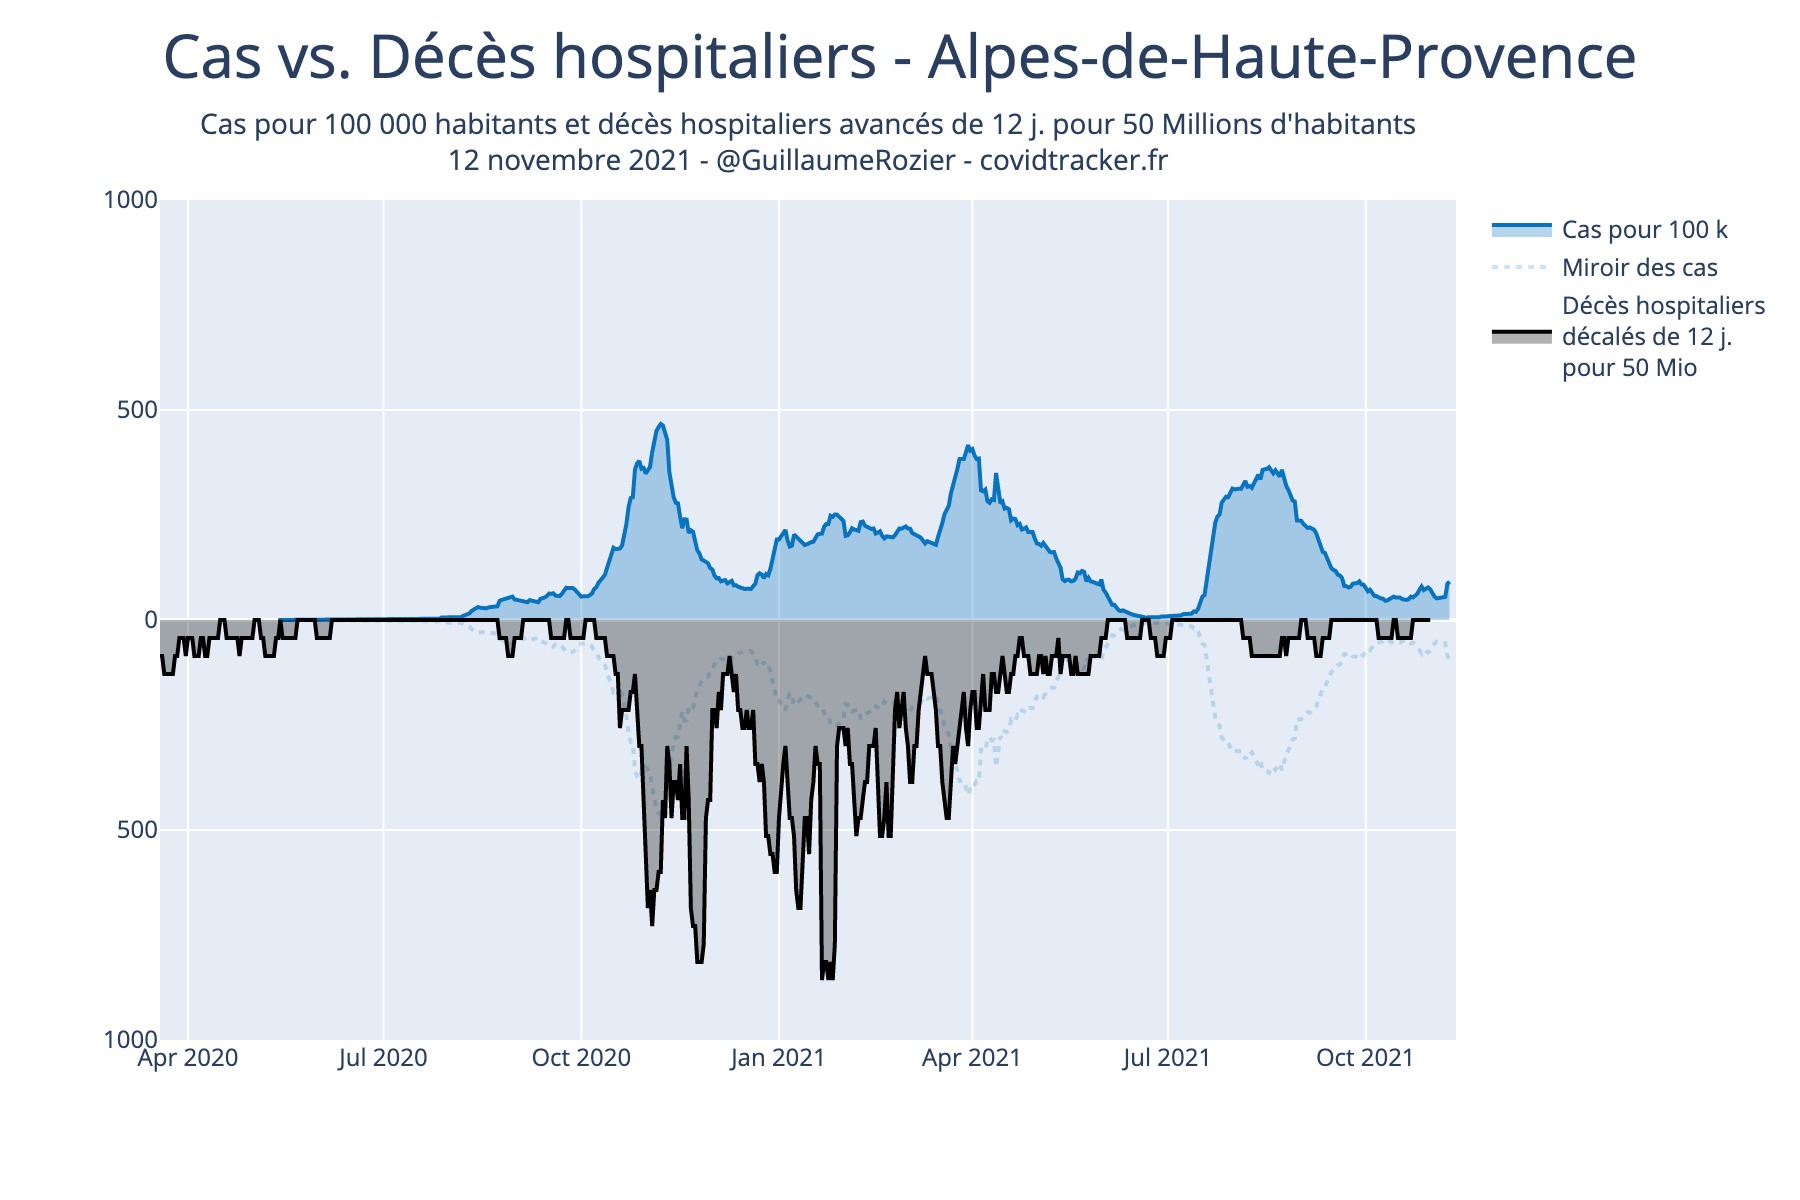 Cas vs. Décès hospitaliers - Alpes-de-Haute-Provence
Cas pour 100 000 habitants et décès hospitaliers avancés de 12 j. pour 50 Millions d'habitants
12 novembre 2021 - @GuillaumeRozier - covidtracker.fr
1000
500
0
500
1000
Apr 2020 Jul 2020 Oct 2020 Jan 2021 Apr 2021 Jul 2021 Oct 2021
Cas pour 100 k
Miroir des cas
Décès hospitaliers
décalés de 12 j.
pour 50 Mio